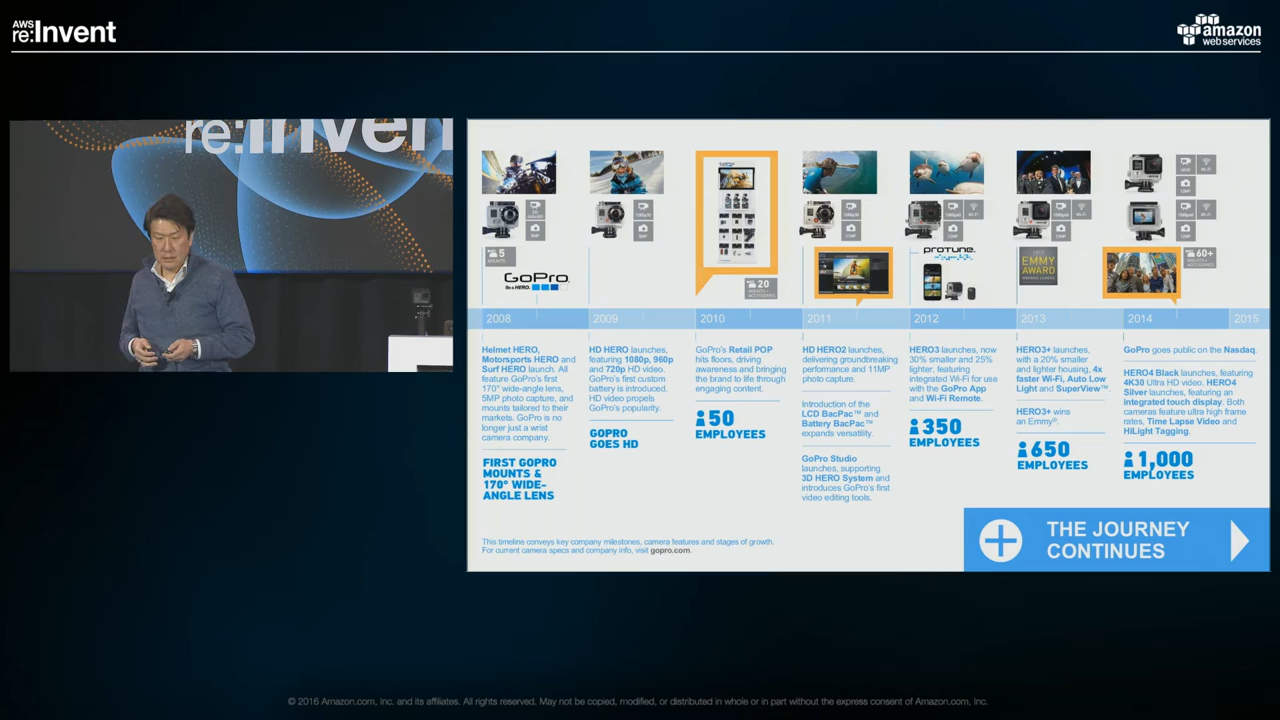 AWS
re:Invent
amazon
web services
re:Inven
5
MOUNTS
GoPro
Be a HERO.
20
MOUNTS +
ACCESSORIES
PROTUNE
EMMY
AWARD
60+
MOUNTS +
ACCESSORIES
2008
2009
2010
2011
2012
2013
2014
2015
Helmet HERO,
Motorsports HERO and
Surf HERO launch. All
feature GoPro's first
170° wide-angle lens,
5MP photo capture, and
mounts tailored to their
markets. GoPro is no
longer just a wrist
camera company.
FIRST GOPRO
MOUNTS &
170° WIDE-
ANGLE LENS
HD HERO launches,
featuring 1080p, 960p
and 720p HD video.
GoPro's first custom
battery is introduced.
HD video propels
GoPro's popularity.
GOPRO
GOES HD
GoPro's Retail POP
hits floors, driving
awareness and bringing
the brand to life through
engaging content.
50
EMPLOYEES
HD HERO2 launches,
delivering groundbreaking
performance and 11MP
photo capture.
Introduction of the
LCD BacPac™ and
Battery BacPac™
expands versatility.
GoPro Studio
launches, supporting
3D HERO System and
introduces GoPro's first
video editing tools.
HERO3 launches, now
30% smaller and 25%
lighter, featuring
integrated Wi-Fi for use
with the GoPro App
and Wi-Fi Remote.
350
EMPLOYEES
HERO3+ launches,
with a 20% smaller
and lighter housing, 4x
faster Wi-Fi, Auto Low
Light and SuperView™.
HERO3+ wins
an Emmy®.
650
EMPLOYEES
GoPro goes public on the Nasdaq.
HERO4 Black launches, featuring
4K30 Ultra HD video. HERO4
Silver launches, featuring an
integrated touch display. Both
cameras feature ultra high frame
rates, Time Lapse Video and
HiLight Tagging.
1,000
EMPLOYEES
This timeline conveys key company milestones, camera features and stages of growth.
For current camera specs and company info, visit gopro.com.
THE JOURNEY
CONTINUES
© 2016 Amazon.com, Inc. and its affiliates. All rights reserved. May not be copied, modified, or distributed in whole or in part without the express consent of Amazon.com, Inc.